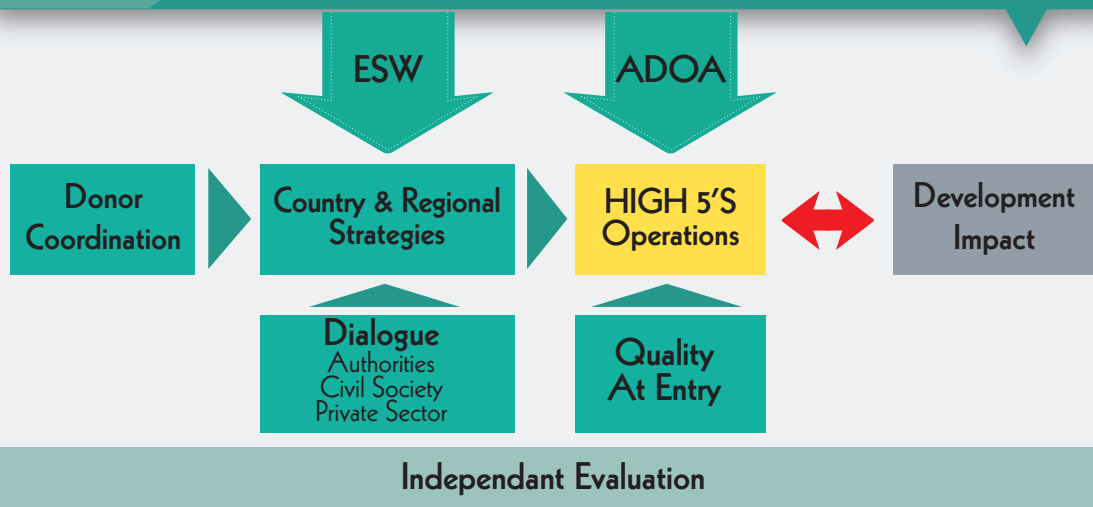 ESW
ADOA
Donor
Coordination
Country & Regional
Strategies
HIGH 5'S
Operations
Development
Impact
Dialogue
Authorities
Civil Society
Private Sector
Quality
At Entry
Independant Evaluation